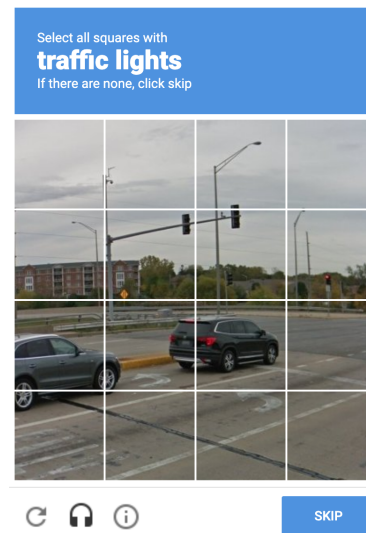 Select all squares with
traffic lights
If there are none, click skip
SKIP